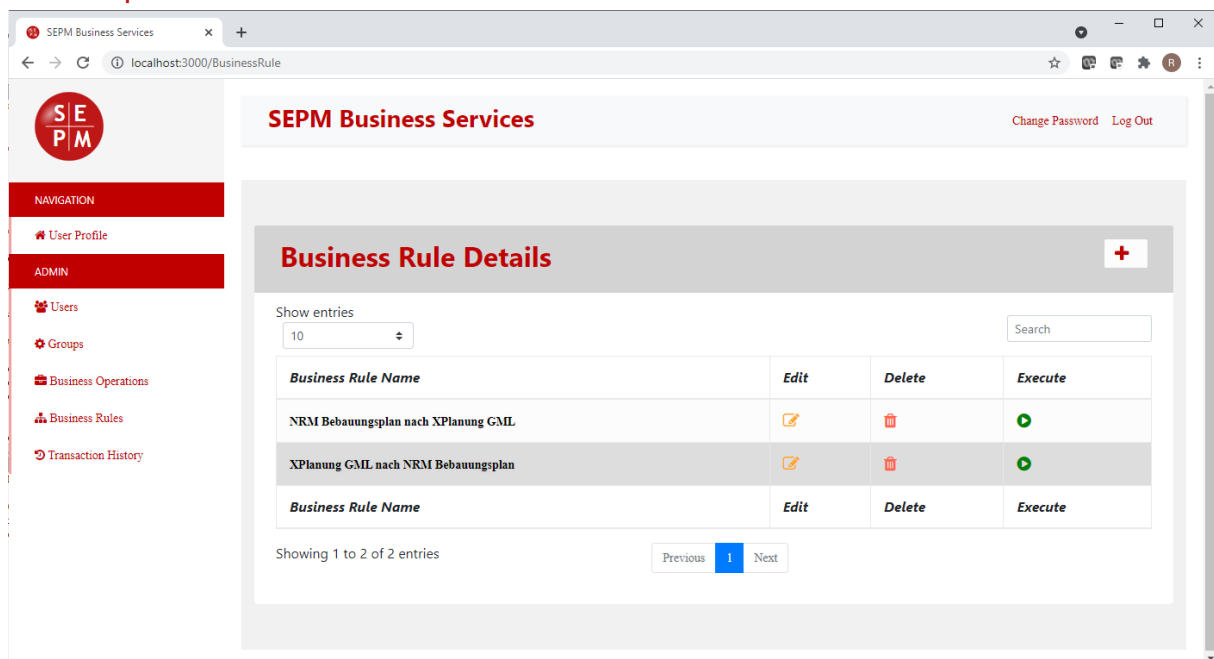 SEPM Business Services
localhost:3000/BusinessRule
R
S E
P M
SEPM Business Services
Change Password Log Out
NAVIGATION
User Profile
ADMIN
Users
Groups
Business Operations
Business Rules
Transaction History
Business Rule Details
Show entries
10
Search
Business Rule Name Edit Delete Execute
NRM Bebauungsplan nach XPlanung GML
XPlanung GML nach NRM Bebauungsplan
Business Rule Name Edit Delete Execute
Showing 1 to 2 of 2 entries
Previous 1 Next